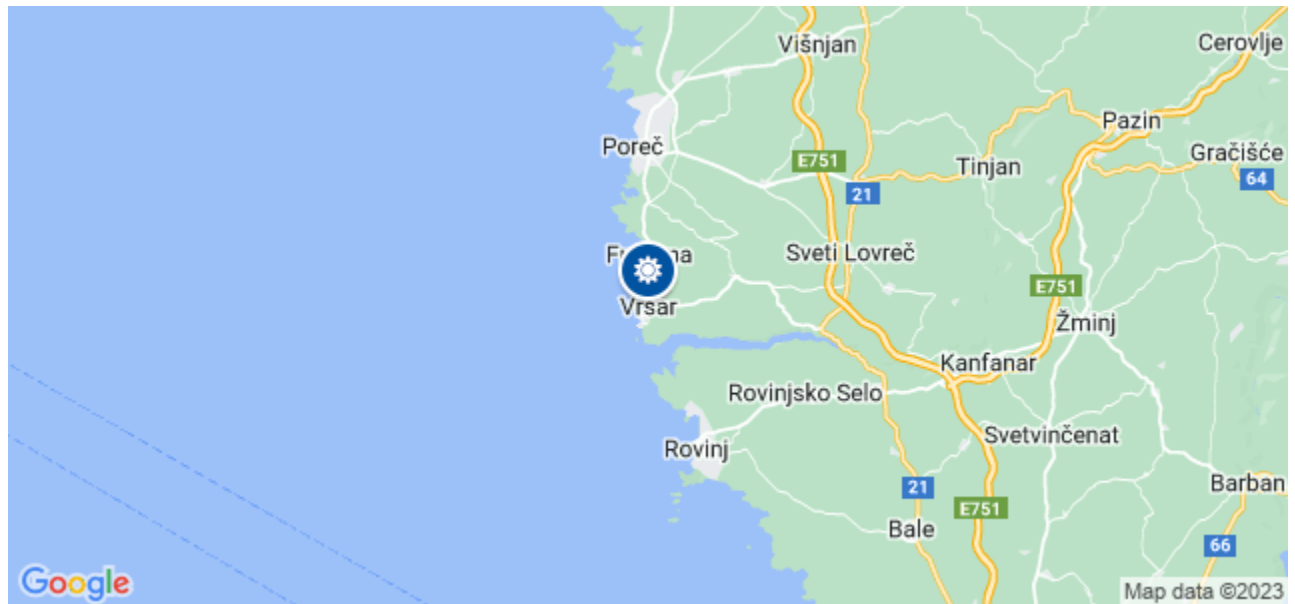 Višnjan
Cerovlje
Pazin
Poreč
Gračišće
E751
Tinjan
64
21
Sveti Lovreč
E751
Vrsar
Žminj
Kanfanar
Rovinjsko Selo
Svetvinčenat
Rovinj
Barban
21
E751
Bale
66
Google
Map data ©2023